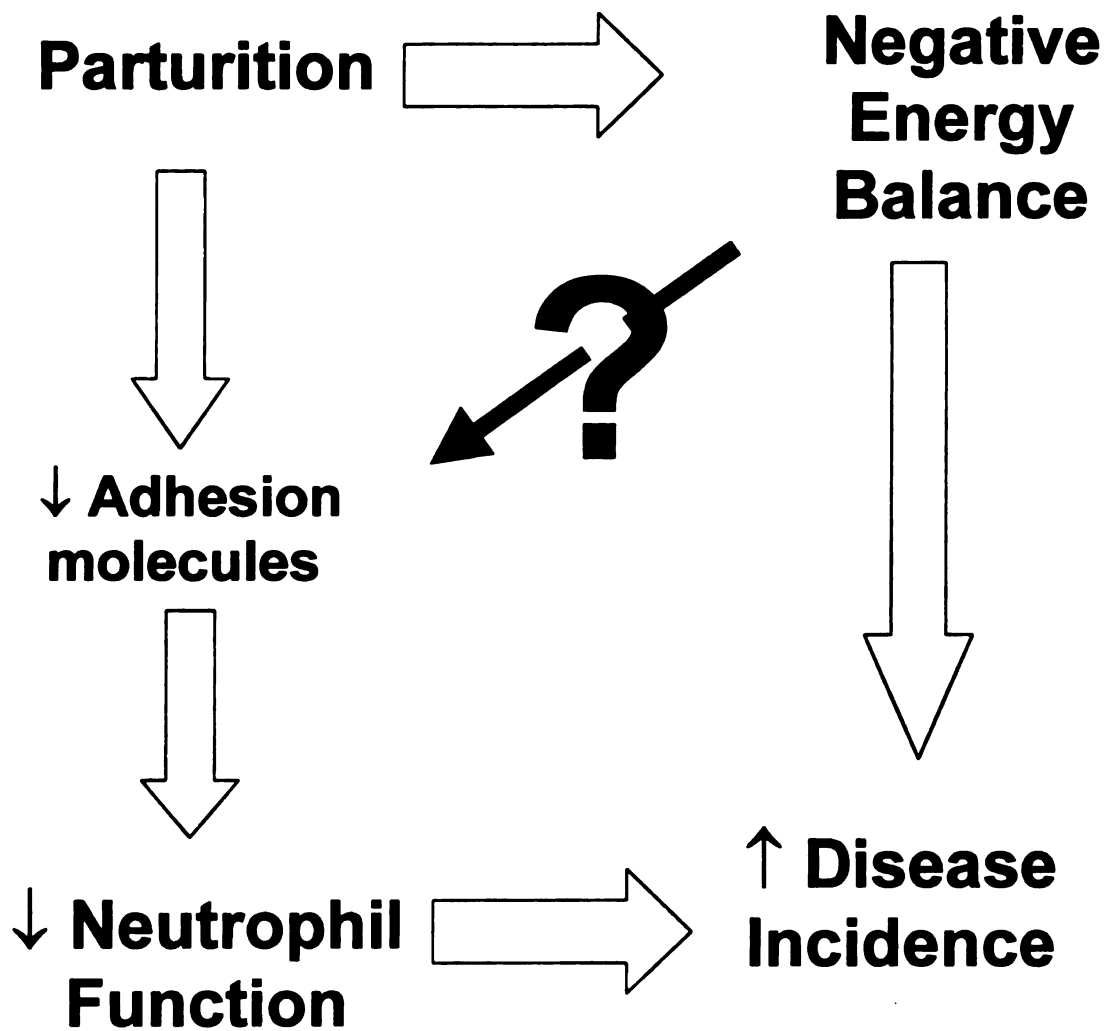 Parturition
Negative
Energy
Balance
?
↓ Adhesion
molecules
↓ Neutrophil
Function
↑ Disease
Incidence